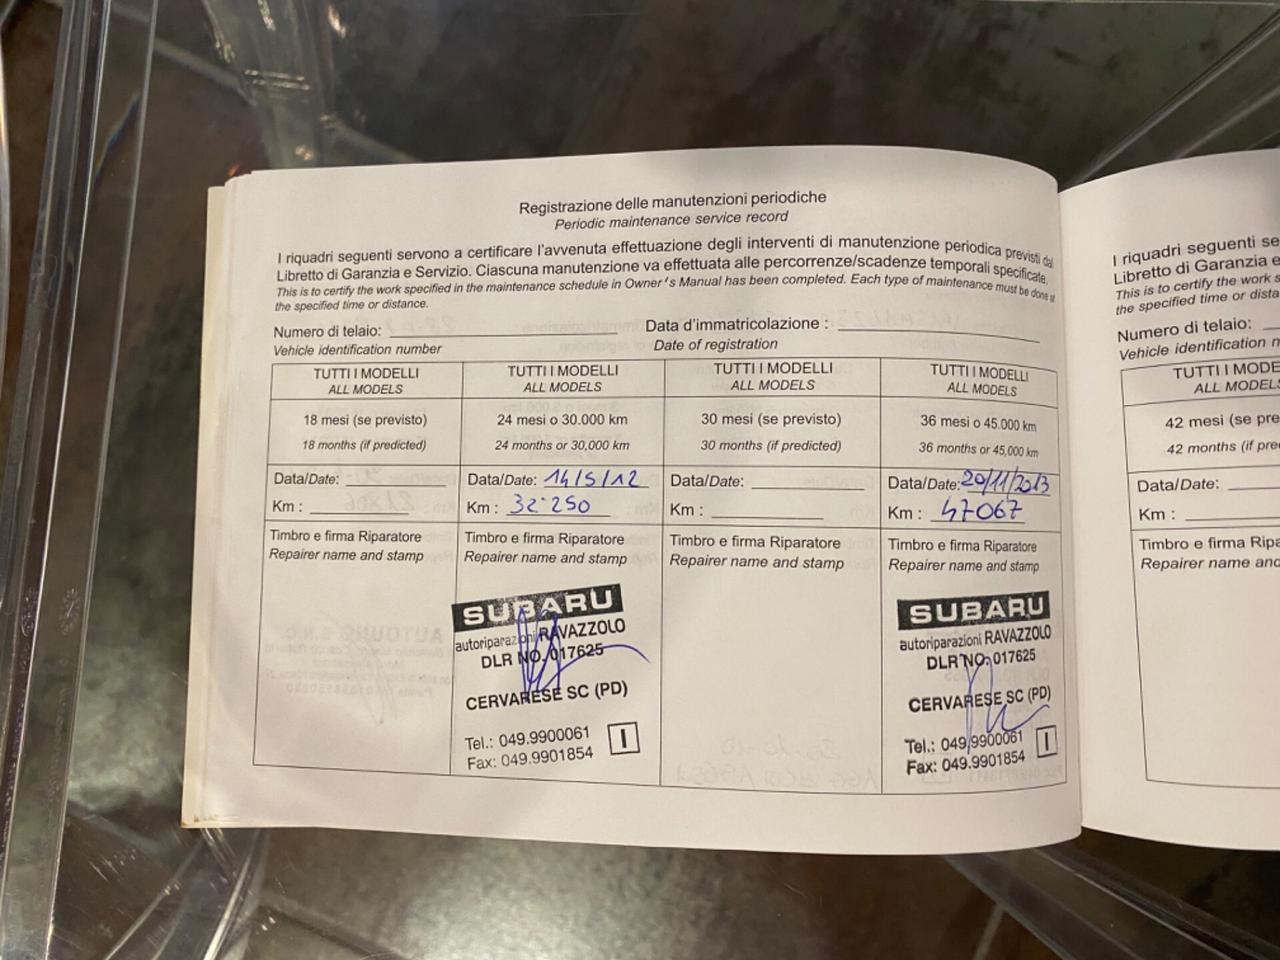 Registrazione delle manutenzioni periodiche
Periodic maintenance service record
I riquadri seguenti servono a certificare l'avvenuta effettuazione degli interventi di manutenzione periodica previsti dal
Libretto di Garanzia e Servizio. Ciascuna manutenzione va effettuata alle percorrenze/scadenze temporali specificate.
This is to certify the work specified in the maintenance schedule in Owner's Manual has been completed. Each type of maintenance must be done at
the specified time or distance.
Numero di telaio: Data d'immatricolazione :
Vehicle identification number Date of registration
TUTTI I MODELLI TUTTI I MODELLI TUTTI I MODELLI TUTTI I MODELLI
ALL MODELS ALL MODELS ALL MODELS ALL MODELS
18 mesi (se previsto) 24 mesi o 30.000 km 30 mesi (se previsto) 36 mesi o 45.000 km
18 months (if predicted) 24 months or 30,000 km 30 months (if predicted) 36 months or 45,000 km
Data/Date: Data/Date: 14/5/12 Data/Date: Data/Date: 20/11/2013
Km : Km : 32·250 Km : Km : 47067
Timbro e firma Riparatore Timbro e firma Riparatore Timbro e firma Riparatore Timbro e firma Riparatore
Repairer name and stamp Repairer name and stamp Repairer name and stamp Repairer name and stamp
SUBARU
autoriparazioni RAVAZZOLO
DLR NO. 017625
CERVARESE SC (PD)
Tel.: 049.9900061
Fax: 049.9901854
I
SUBARU
autoriparazioni RAVAZZOLO
DLR NO. 017625
CERVARESE SC (PD)
Tel.: 049.9900061
Fax: 049.9901854
I
I riquadri seguenti
Libretto di Garanzia e
This is to certify the work
the specified time or
Numero di telaio:
Vehicle identification
TUTTI I
ALL
42 mesi (se
42 months (if
Data/Date:
Km :
Timbro e firma
Repairer name and